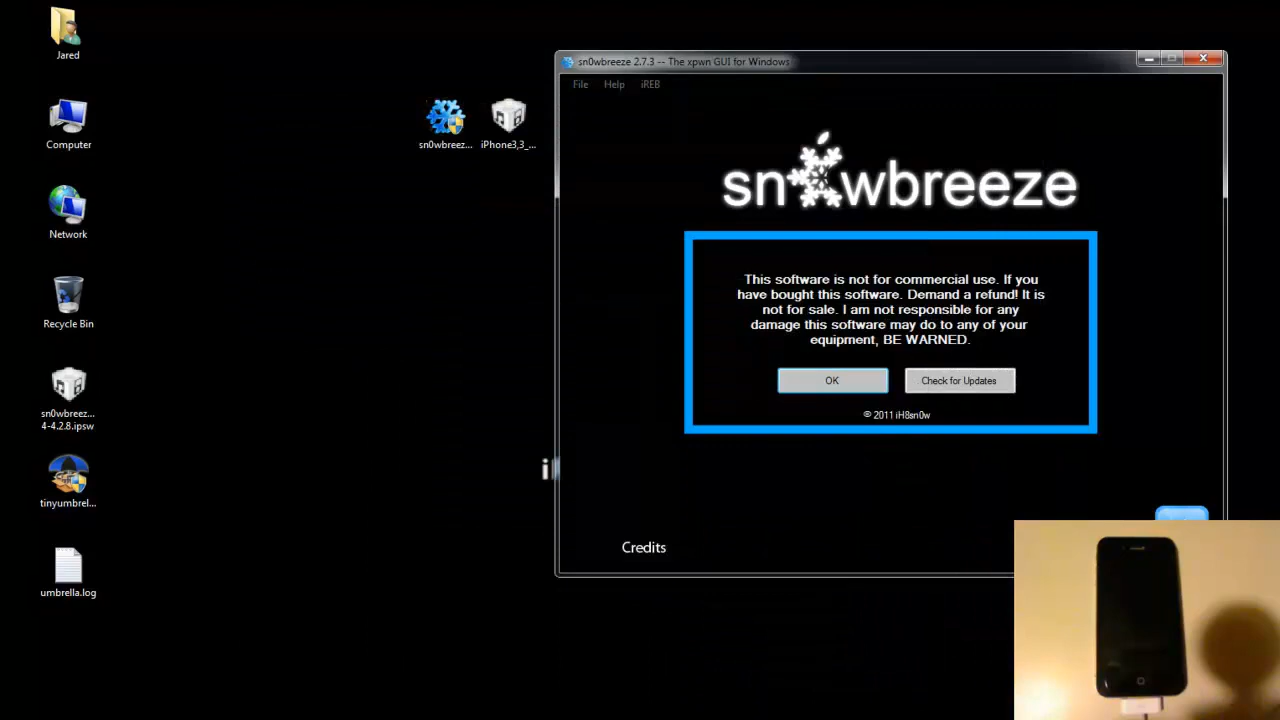 Jared
Computer
Network
Recycle Bin
sn0wbreez...
4-4.2.8.ipsw
tinyumbrel...
umbrella.log
sn0wbreez...
iPhone3,3_...
sn0wbreeze 2.7.3 -- The xpwn GUI for Windows
File Help iREB
sn0wbreeze
This software is not for commercial use. If you
have bought this software. Demand a refund! It is
not for sale. I am not responsible for any
damage this software may do to any of your
equipment, BE WARNED.
OK
Check for Updates
© 2011 iH8sn0w
Credits